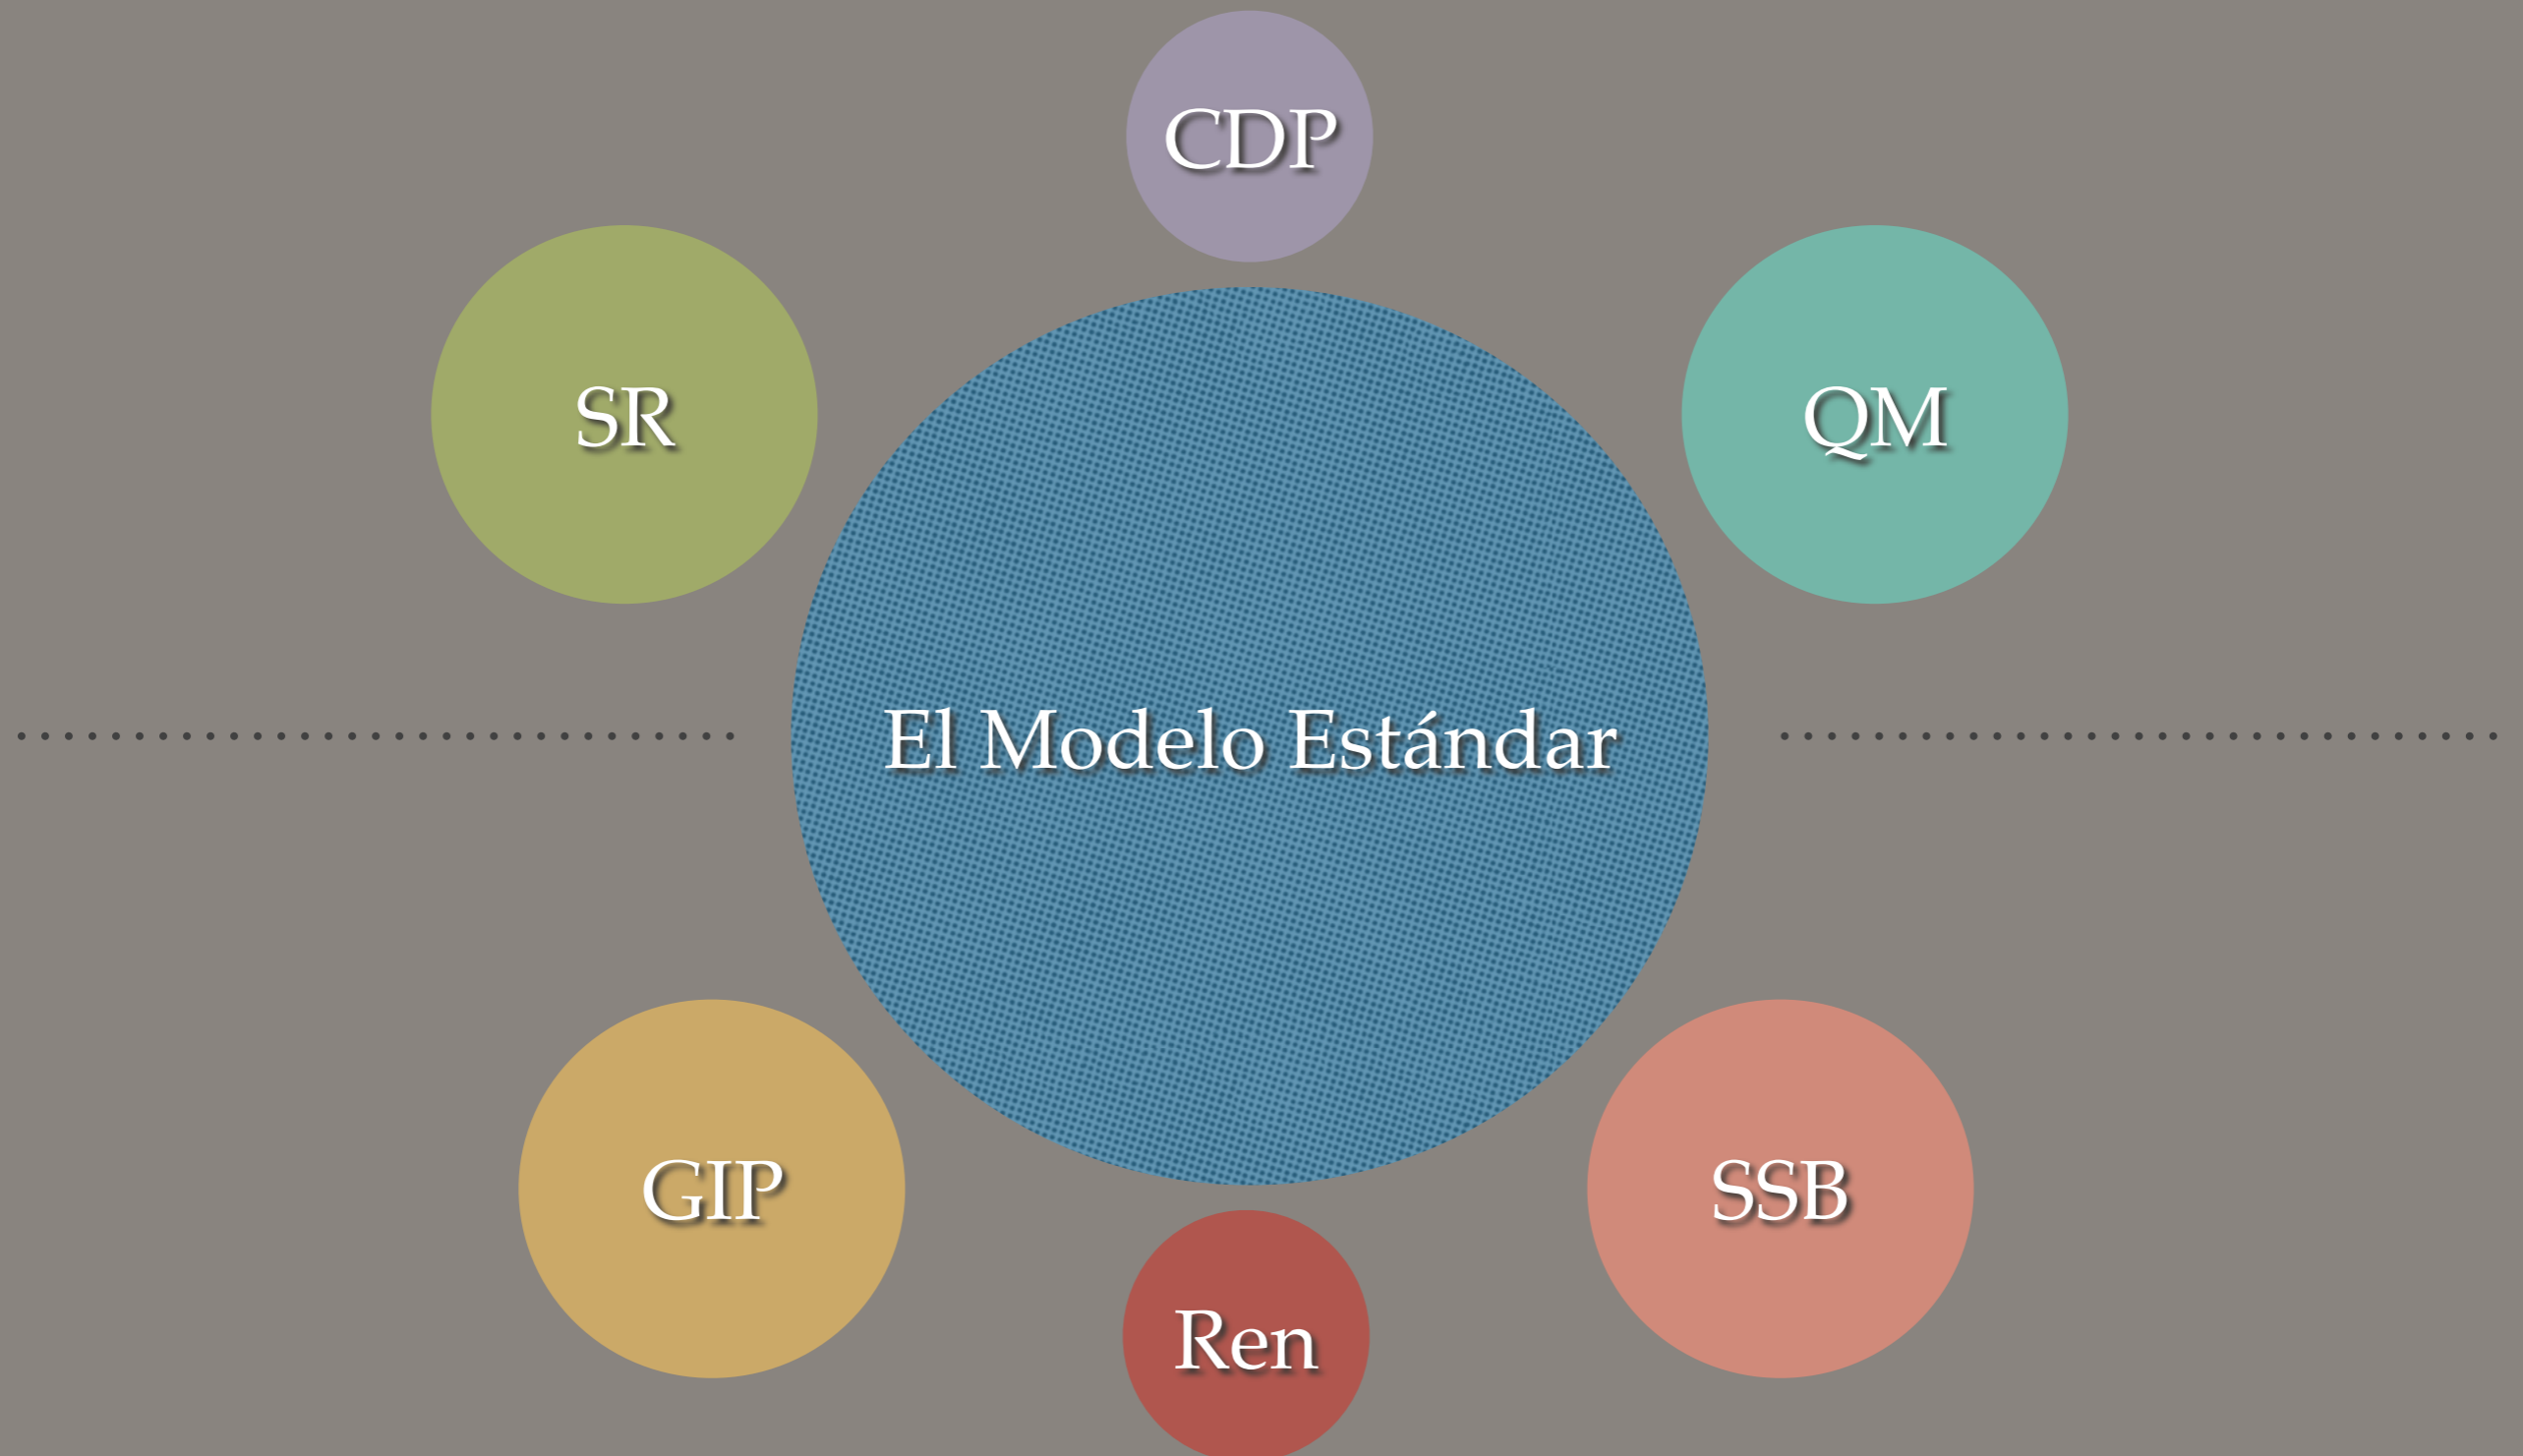 CDP
SR
QM
El Modelo Estándar
GIP
SSB
Ren